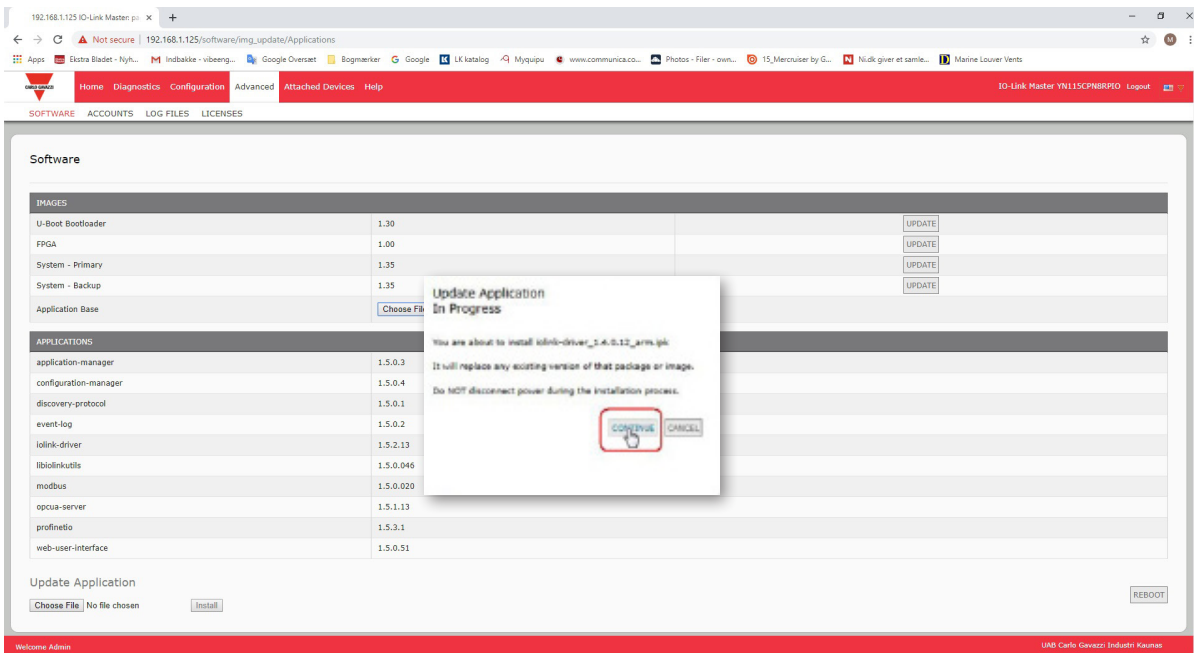 192.168.1.125 IO-Link Master: pa
Not secure | 192.168.1.125/software/img_update/Applications
Apps Ekstra Bladet - Nyh... Indbakke - vibeeng... Google Oversæt Bogmærker Google LK katalog Myquipu www.communica.co... Photos - Filer - own... 15_Mercruiser by G... Ni.dk giver et samle... Marine Louver Vents
CARLO GAVAZZI Home Diagnostics Configuration Advanced Attached Devices Help IO-Link Master YN115CPN8RPIO Logout
SOFTWARE ACCOUNTS LOG FILES LICENSES
Software
IMAGES
U-Boot Bootloader 1.30 UPDATE
FPGA 1.00 UPDATE
System - Primary 1.35 UPDATE
System - Backup 1.35 UPDATE
Application Base Choose Fil
Update Application
In Progress
You are about to install iolink-driver_1.4.0.12_arm.ipk
It will replace any existing version of that package or image.
Do NOT disconnect power during the installation process.
CONTINUE CANCEL
APPLICATIONS
application-manager 1.5.0.3
configuration-manager 1.5.0.4
discovery-protocol 1.5.0.1
event-log 1.5.0.2
iolink-driver 1.5.2.13
libiolinkutils 1.5.0.046
modbus 1.5.0.020
opcua-server 1.5.1.13
profinetio 1.5.3.1
web-user-interface 1.5.0.51
Update Application
Choose File No file chosen Install
REBOOT
Welcome Admin UAB Carlo Gavazzi Industri Kaunas